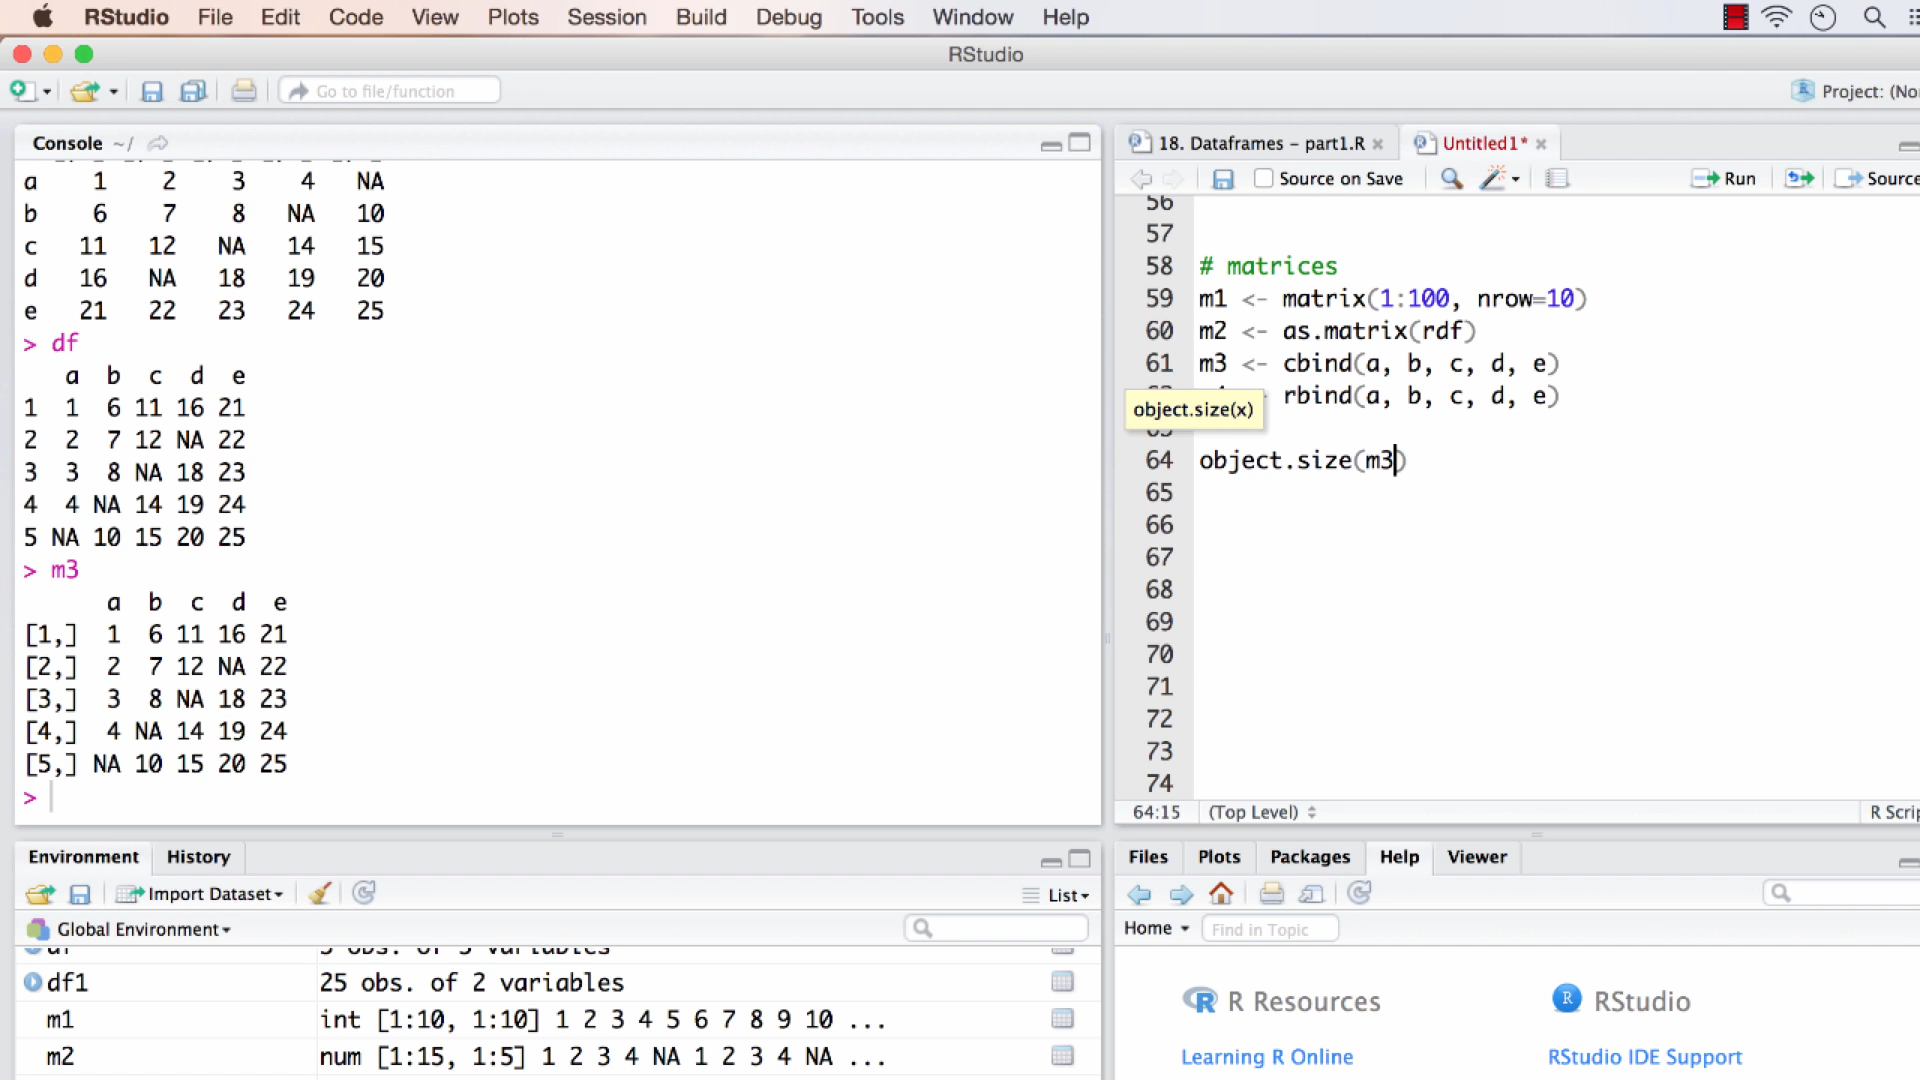 RStudio File Edit Code View Plots Session Build Debug Tools Window Help
RStudio
Go to file/function
Project: (No
Console ~/
a 1 2 3 4 NA
b 6 7 8 NA 10
c 11 12 NA 14 15
d 16 NA 18 19 20
e 21 22 23 24 25
> df
a b c d e
1 1 6 11 16 21
2 2 7 12 NA 22
3 3 8 NA 18 23
4 4 NA 14 19 24
5 NA 10 15 20 25
> m3
a b c d e
[1,] 1 6 11 16 21
[2,] 2 7 12 NA 22
[3,] 3 8 NA 18 23
[4,] 4 NA 14 19 24
[5,] NA 10 15 20 25
>
18. Dataframes - part1.R Untitled1*
Source on Save Run Source
56
57
58 # matrices
59 m1 <- matrix(1:100, nrow=10)
60 m2 <- as.matrix(rdf)
61 m3 <- cbind(a, b, c, d, e)
rbind(a, b, c, d, e)
object.size(x)
63
64 object.size(m3)
65
66
67
68
69
70
71
72
73
74
64:15 (Top Level) R Scrip
Environment History
Import Dataset List
Global Environment
df 5 obs. of 5 variables
df1 25 obs. of 2 variables
m1 int [1:10, 1:10] 1 2 3 4 5 6 7 8 9 10 ...
m2 num [1:15, 1:5] 1 2 3 4 NA 1 2 3 4 NA ...
Files Plots Packages Help Viewer
Home Find in Topic
R Resources RStudio
Learning R Online RStudio IDE Support